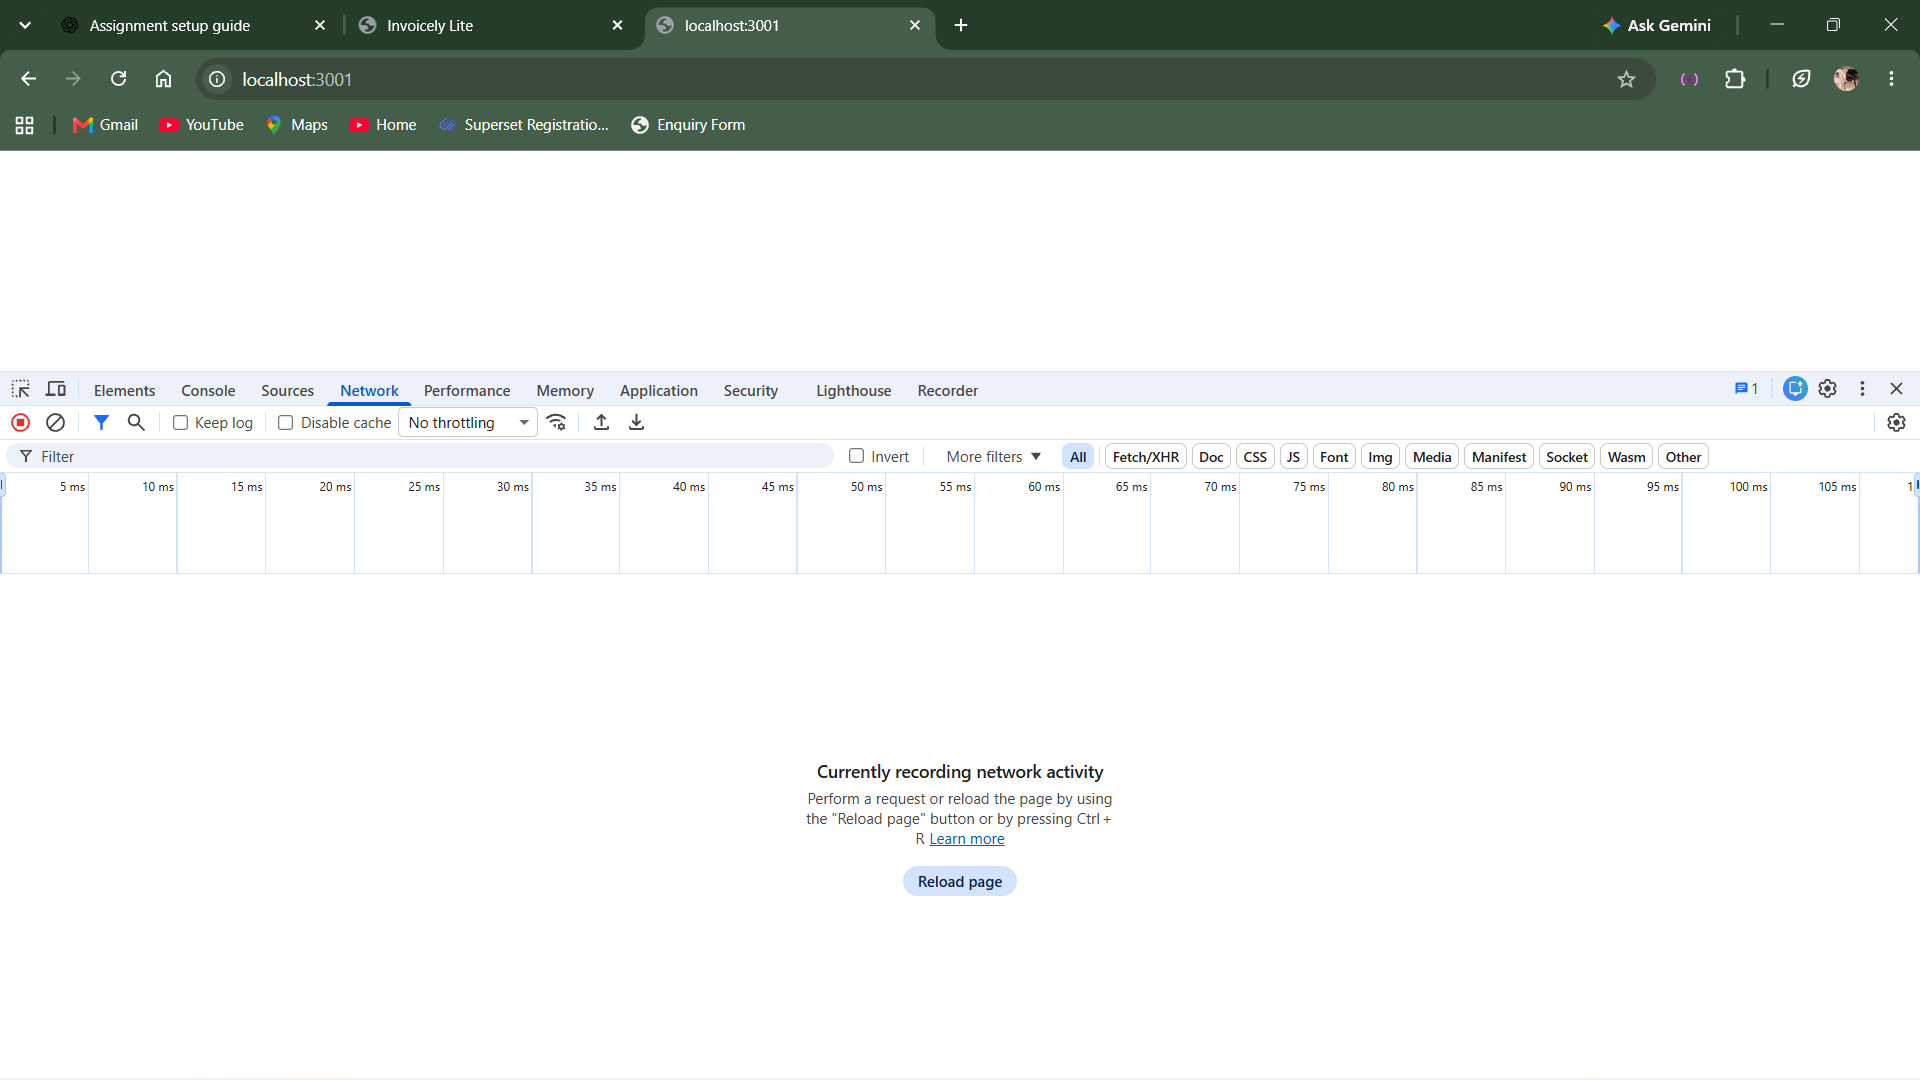 Assignment setup guide
Invoicely Lite
localhost:3001
Ask Gemini
localhost:3001
Gmail
YouTube
Maps
Home
Superset Registratio...
Enquiry Form
Elements
Console
Sources
Network
Performance
Memory
Application
Security
Lighthouse
Recorder
1
Keep log
Disable cache
No throttling
Filter
Invert
More filters
All
Fetch/XHR
Doc
CSS
JS
Font
Img
Media
Manifest
Socket
Wasm
Other
5 ms
10 ms
15 ms
20 ms
25 ms
30 ms
35 ms
40 ms
45 ms
50 ms
55 ms
60 ms
65 ms
70 ms
75 ms
80 ms
85 ms
90 ms
95 ms
100 ms
105 ms
1
Currently recording network activity
Perform a request or reload the page by using
the "Reload page" button or by pressing Ctrl +
R Learn more
Reload page